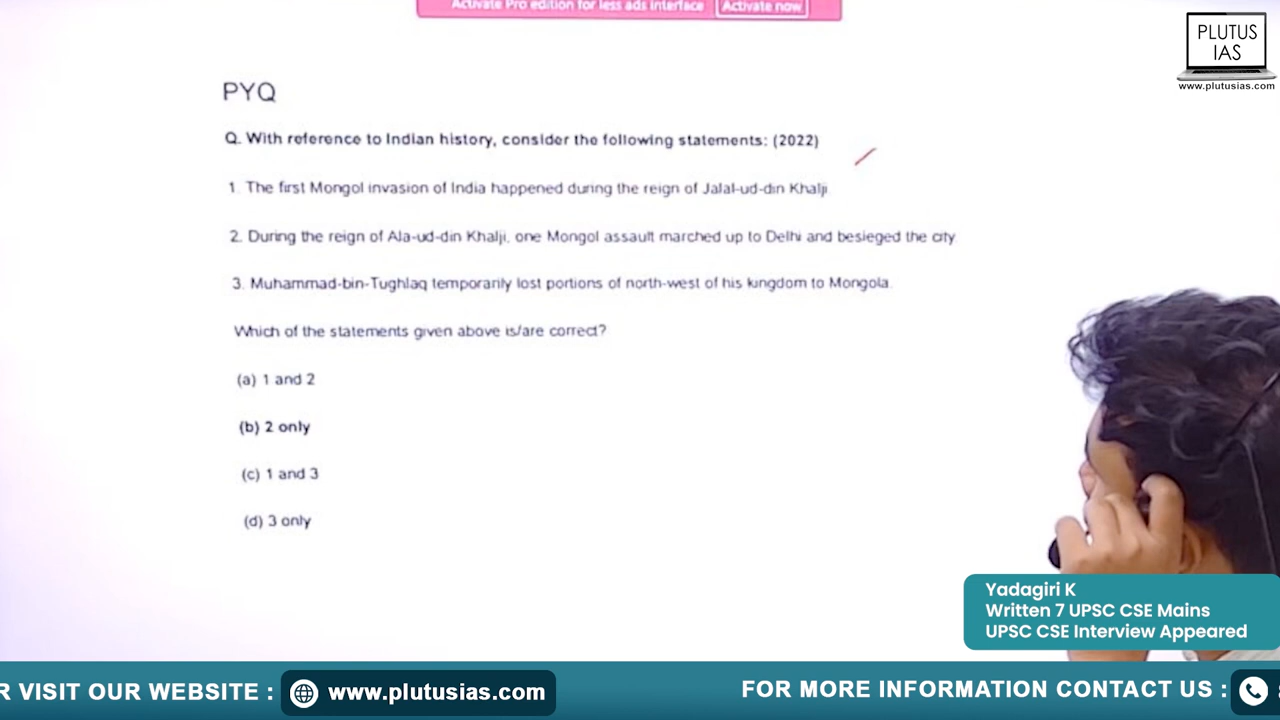 Activate Pro edition for less ads interface Activate now
PLUTUS
IAS
www.plutusias.com
PYQ
Q. With reference to Indian history, consider the following statements: (2022)
1. The first Mongol invasion of India happened during the reign of Jalal-ud-din Khalji
2. During the reign of Ala-ud-din Khalji, one Mongol assault marched up to Delhi and besieged the city
3. Muhammad-bin-Tughlaq temporarily lost portions of north-west of his kingdom to Mongola.
Which of the statements given above is/are correct?
(a) 1 and 2
(b) 2 only
(c) 1 and 3
(d) 3 only
Yadagiri K
Written 7 UPSC CSE Mains
UPSC CSE Interview Appeared
R VISIT OUR WEBSITE : www.plutusias.com FOR MORE INFORMATION CONTACT US :